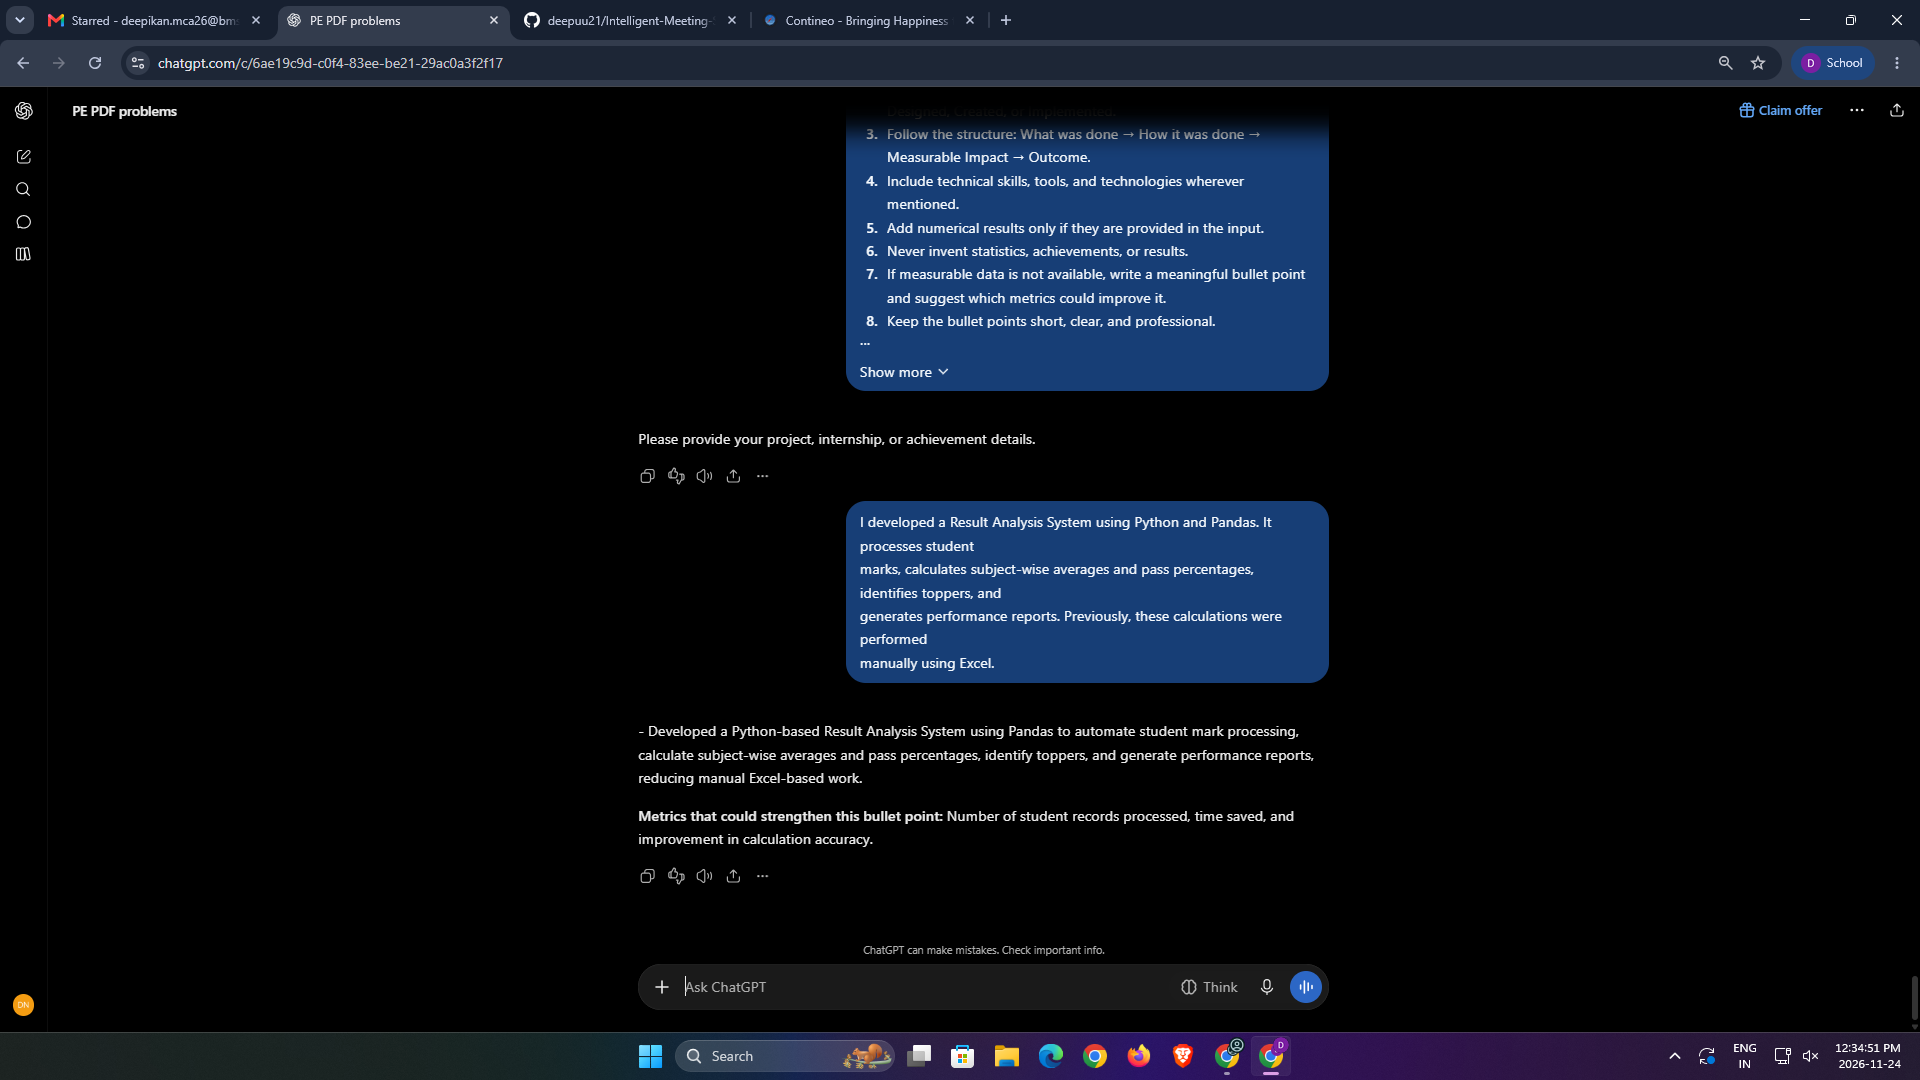 Starred - deepikan.mca26@bm
PE PDF problems
deepuu21/Intelligent-Meeting-
Contineo - Bringing Happiness
chatgpt.com/c/6ae19c9d-c0f4-83ee-be21-29ac0a3f2f17
D School
PE PDF problems
Claim offer
Designed, Created, or Implemented.
3. Follow the structure: What was done → How it was done →
Measurable Impact → Outcome.
4. Include technical skills, tools, and technologies wherever
mentioned.
5. Add numerical results only if they are provided in the input.
6. Never invent statistics, achievements, or results.
7. If measurable data is not available, write a meaningful bullet point
and suggest which metrics could improve it.
8. Keep the bullet points short, clear, and professional.
...
Show more
Please provide your project, internship, or achievement details.
I developed a Result Analysis System using Python and Pandas. It
processes student
marks, calculates subject-wise averages and pass percentages,
identifies toppers, and
generates performance reports. Previously, these calculations were
performed
manually using Excel.
- Developed a Python-based Result Analysis System using Pandas to automate student mark processing,
calculate subject-wise averages and pass percentages, identify toppers, and generate performance reports,
reducing manual Excel-based work.
Metrics that could strengthen this bullet point: Number of student records processed, time saved, and
improvement in calculation accuracy.
ChatGPT can make mistakes. Check important info.
Ask ChatGPT
Think
DN
Search
D
ENG
IN
12:34:51 PM
2026-11-24